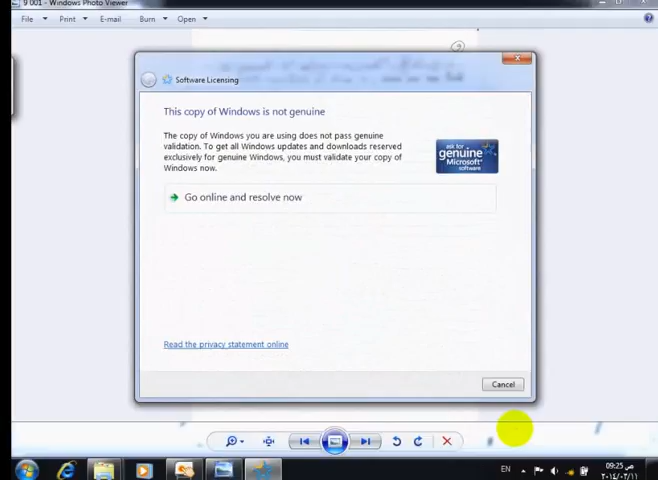 9 001 - Windows Photo Viewer
File Print E-mail Burn Open
Software Licensing
This copy of Windows is not genuine
The copy of Windows you are using does not pass genuine
validation. To get all Windows updates and downloads reserved
exclusively for genuine Windows, you must validate your copy of
Windows now.
ask for
genuine
Microsoft
software
Go online and resolve now
Read the privacy statement online
Cancel
EN
09:25 ص
٢٠١٤/٠٣/١١